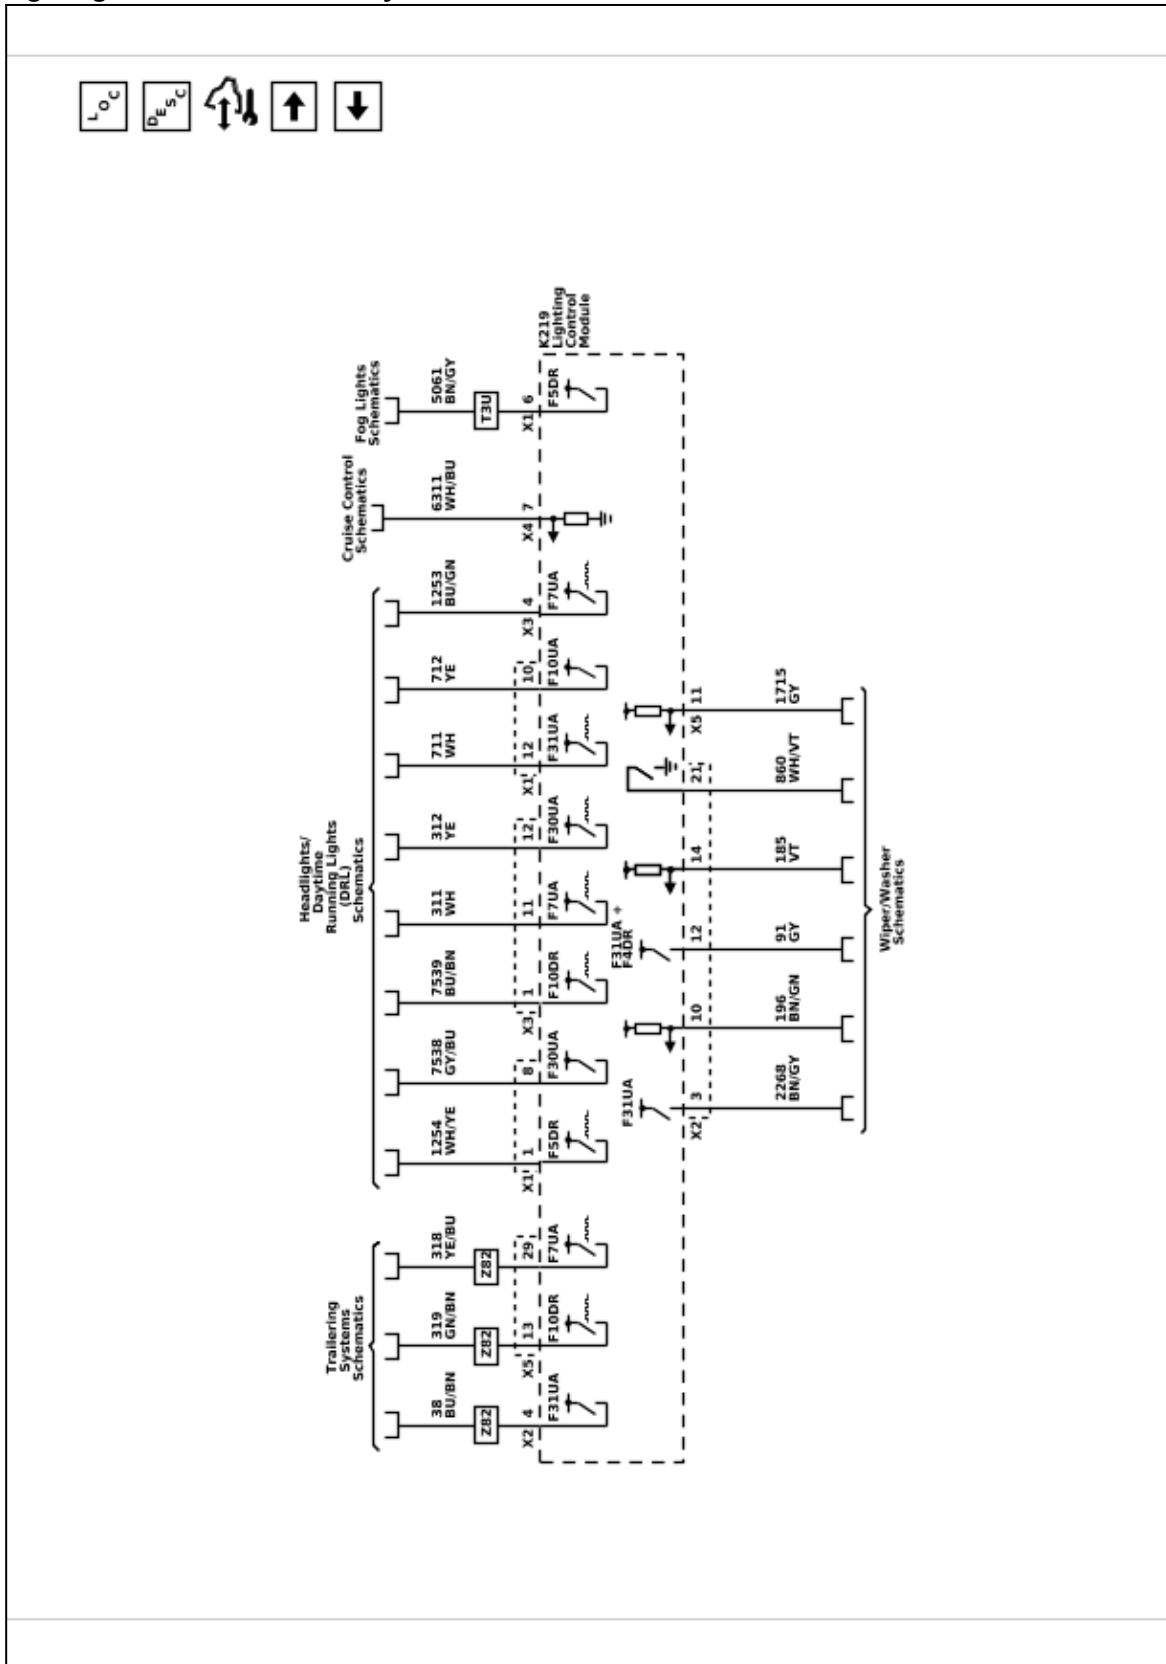 LOC
DESC
K219
Lighting
Control
Module
Trailering
Systems
Schematics
Headlights/
Daytime
Running Lights
(DRL)
Schematics
Cruise Control
Schematics
Fog Lights
Schematics
38
BU/BN
319
GN/BN
318
YE/BU
1254
WH/YE
7538
GY/BU
7539
BU/BN
311
WH
312
YE
711
WH
712
YE
1253
BU/GN
6311
WH/BU
5061
BN/GY
Z82
Z82
Z82
T3U
X2 4
X5 13
29
X1 1
8
X3 1
11
12
X1 12
10
X3 4
X4 7
X1 6
F31UA
F10DR
F7UA
F5DR
F30UA
F10DR
F7UA
F30UA
F31UA
F10UA
F7UA
F5DR
F31UA
F31UA +
F4DR
X2 3
10
12
14
21
X5 11
2268
BN/GY
196
BN/GN
91
GY
185
VT
860
WH/VT
1715
GY
Wiper/Washer
Schematics